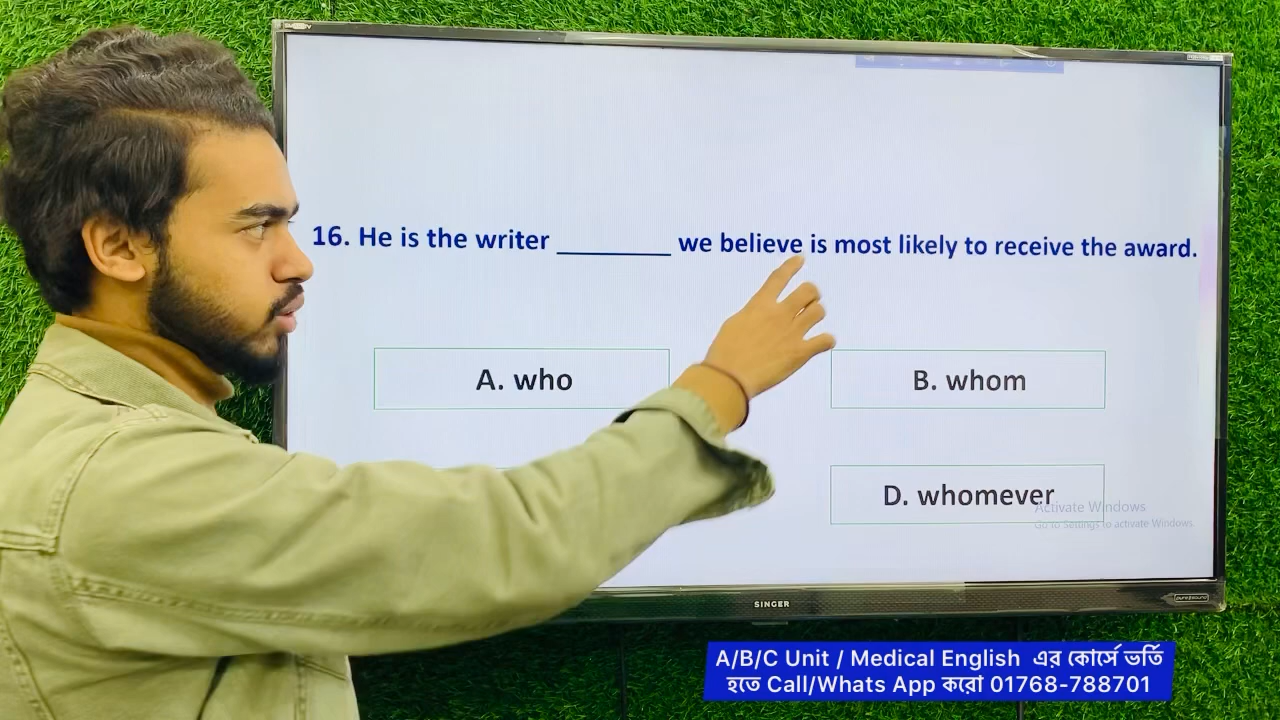 16. He is the writer ________ we believe is most likely to receive the award.
A. who
B. whom
D. whomever
Activate Windows
Go to Settings to activate Windows.
SINGER
A/B/C Unit / Medical English এর কোর্সে ভর্তি
হতে Call/Whats App করো 01768-788701